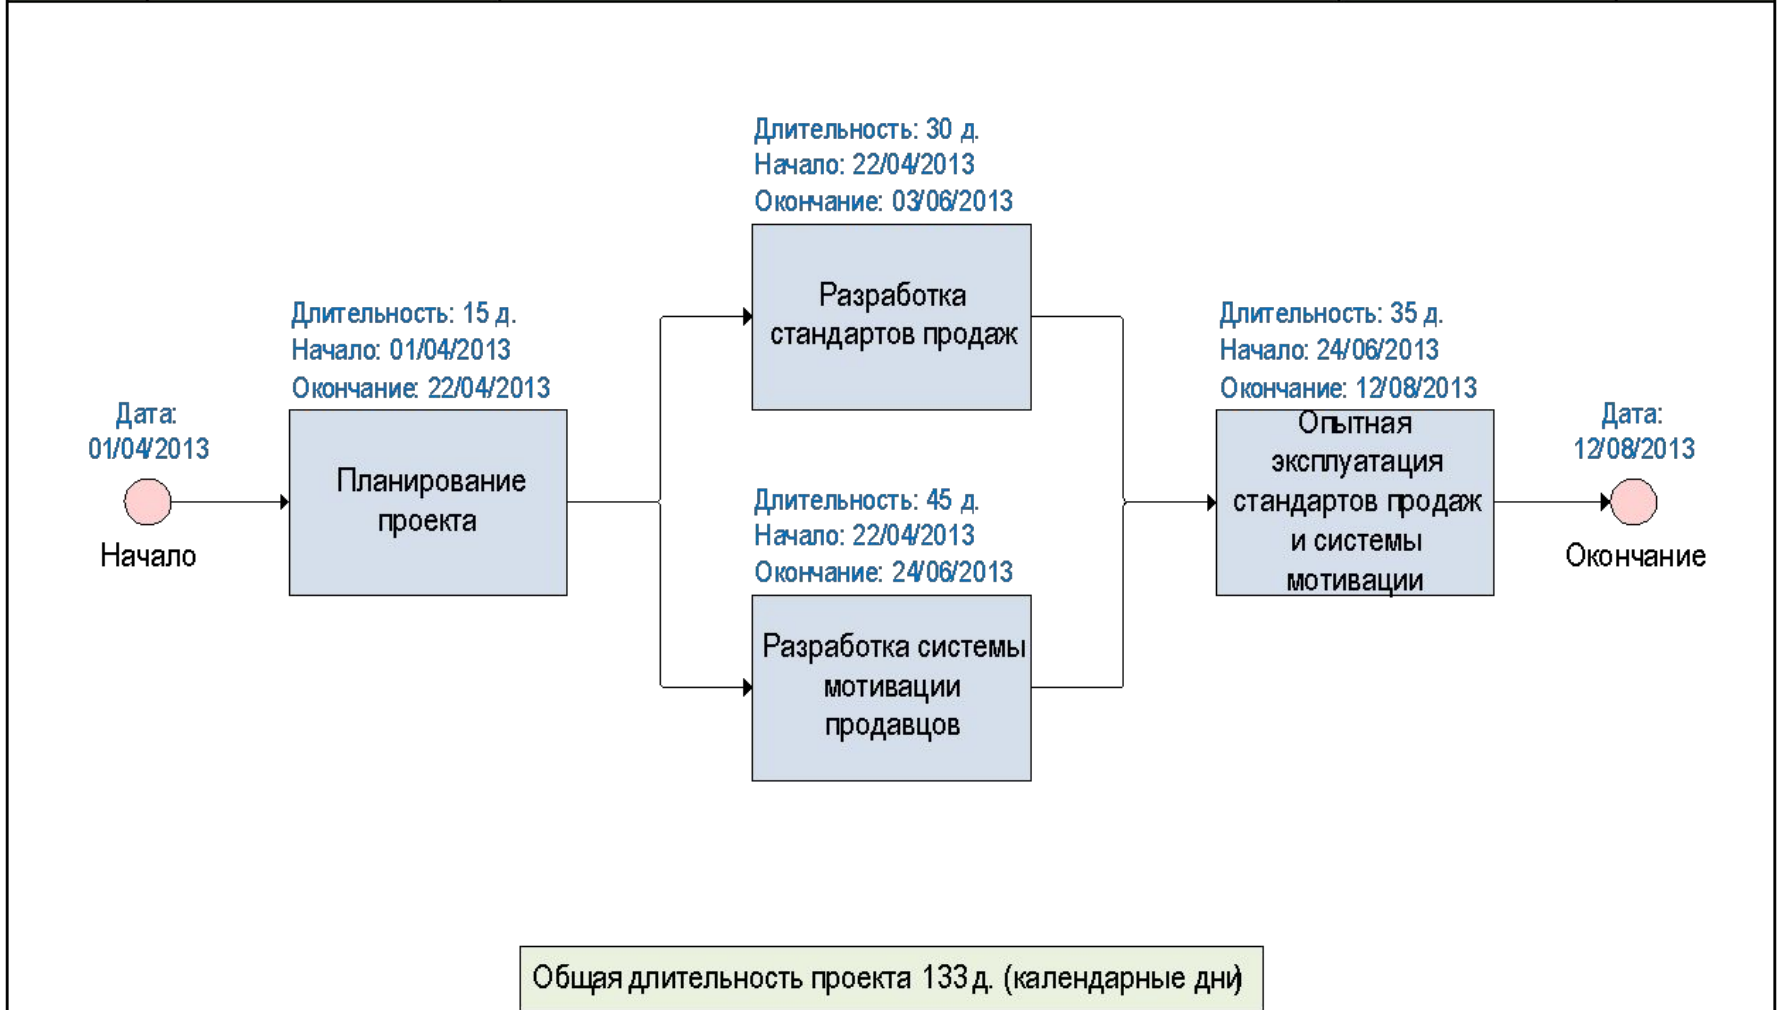 Дата:
01/04/2013
Начало
Длительность: 15 д.
Начало: 01/04/2013
Окончание: 22/04/2013
Планирование
проекта
Длительность: 30 д.
Начало: 22/04/2013
Окончание: 03/06/2013
Разработка
стандартов продаж
Длительность: 45 д.
Начало: 22/04/2013
Окончание: 24/06/2013
Разработка системы
мотивации
продавцов
Длительность: 35 д.
Начало: 24/06/2013
Окончание: 12/08/2013
Опытная
эксплуатация
стандартов продаж
и системы
мотивации
Дата:
12/08/2013
Окончание
Общая длительность проекта 133 д. (календарные дни)